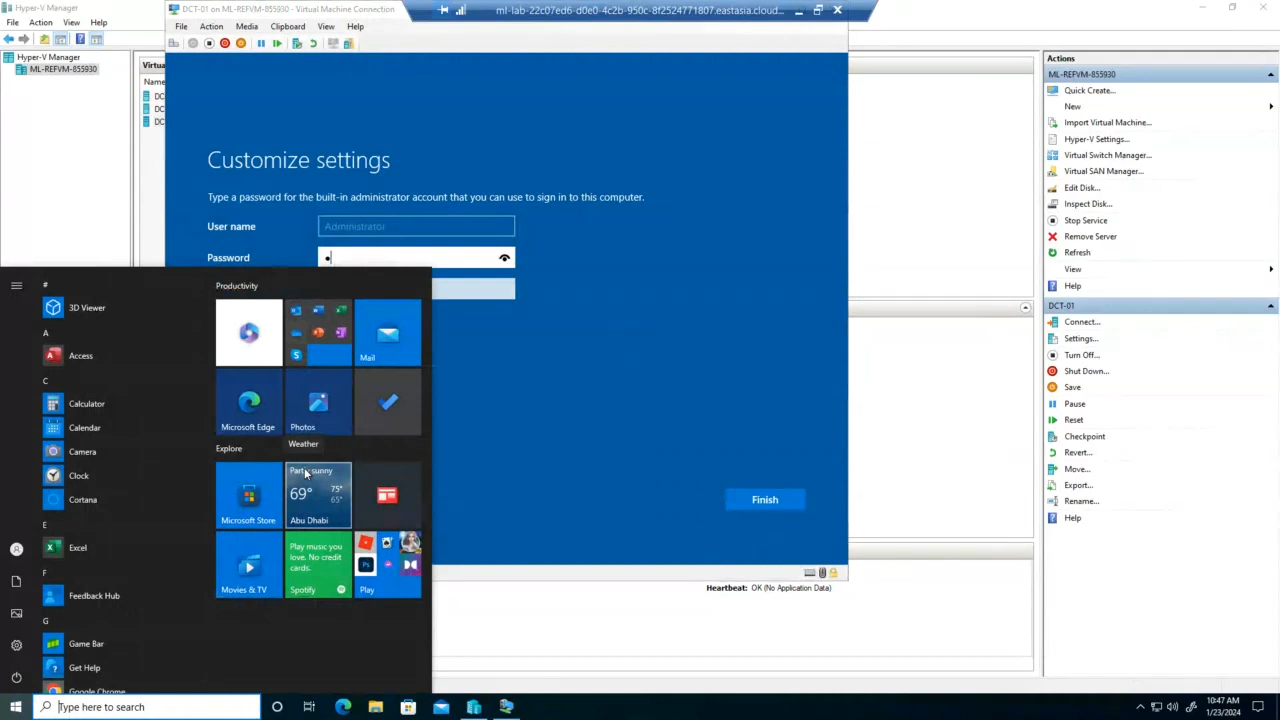 Hyper-V Manager
File
Action
View
Help
Hyper-V Manager
ML-REFVM-855930
Virtua
Name
DC
DC
DC
DCT-01 on ML-REFVM-855930 - Virtual Machine Connection
ml-lab-22c07ed6-d0e0-4c2b-950c-8f2524771807.eastasia.cloud...
File
Action
Media
Clipboard
View
Help
Customize settings
Type a password for the built-in administrator account that you can use to sign in to this computer.
User name
Administrator
Password
Finish
Heartbeat: OK (No Application Data)
Actions
ML-REFVM-855930
Quick Create...
New
Import Virtual Machine...
Hyper-V Settings...
Virtual Switch Manager...
Virtual SAN Manager...
Edit Disk...
Inspect Disk...
Stop Service
Remove Server
Refresh
View
Help
DCT-01
Connect...
Settings...
Turn Off...
Shut Down...
Save
Pause
Reset
Checkpoint
Revert...
Move...
Export...
Rename...
Help
#
3D Viewer
A
Access
C
Calculator
Calendar
Camera
Clock
Cortana
E
Excel
F
Feedback Hub
G
Game Bar
Get Help
Google Chrome
Productivity
Mail
Microsoft Edge
Photos
Weather
Explore
Microsoft Store
Partly sunny
69°
75°
65°
Abu Dhabi
Movies & TV
Play music you
love. No credit
cards.
Spotify
Play
Type here to search
10:47 AM
1/23/2024